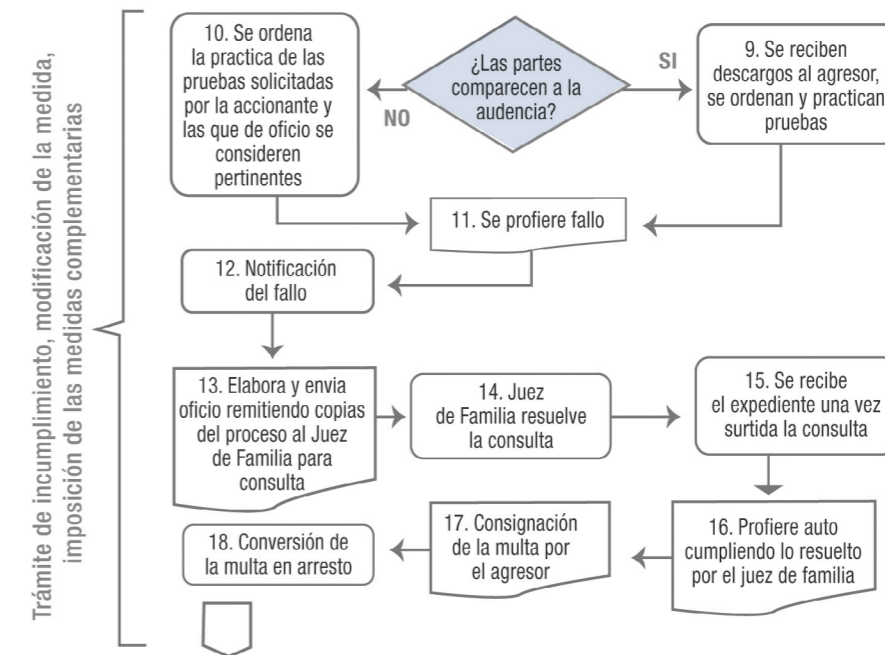 Trámite de incumplimiento, modificación de la medida,
imposición de las medidas complementarias
10. Se ordena
la practica de las
pruebas solicitadas
por la accionante y
las que de oficio se
consideren
pertinentes
NO
¿Las partes
comparecen a la
audencia?
SI
9. Se reciben
descargos al agresor,
se ordenan y practican
pruebas
11. Se profiere fallo
12. Notificación
del fallo
13. Elabora y envia
oficio remitiendo copias
del proceso al Juez
de Familia para
consulta
14. Juez
de Familia resuelve
la consulta
15. Se recibe
el expediente una vez
surtida la consulta
16. Profiere auto
cumpliendo lo resuelto
por el juez de familia
17. Consignación
de la multa por
el agresor
18. Conversión de
la multa en arresto